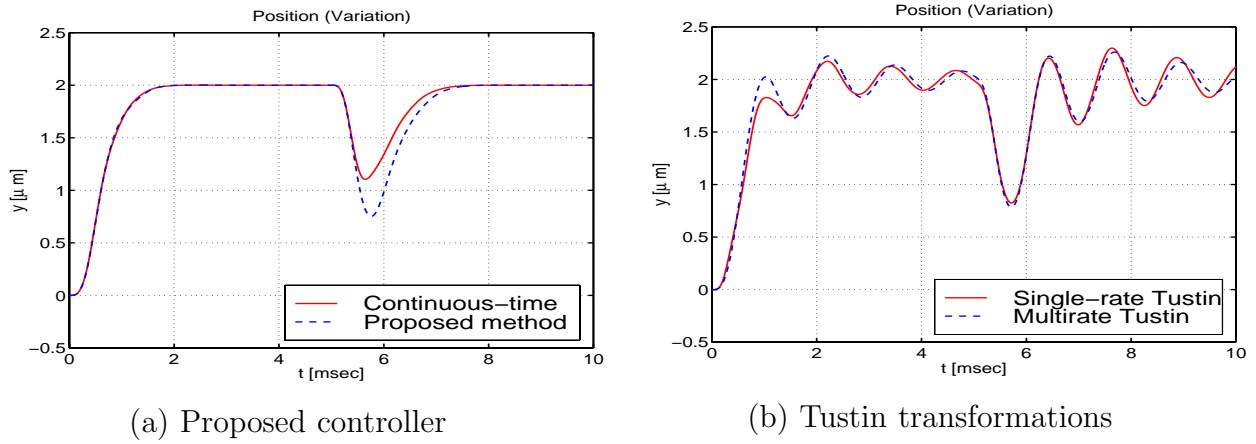 Position (Variation)
2.5
2
1.5
1
0.5
0
−0.5
y [μ m]
0 2 4 6 8 10
t [msec]
Continuous−time
Proposed method
(a) Proposed controller
Position (Variation)
2.5
2
1.5
1
0.5
0
−0.5
y [μ m]
0 2 4 6 8 10
t [msec]
Single−rate Tustin
Multirate Tustin
(b) Tustin transformations